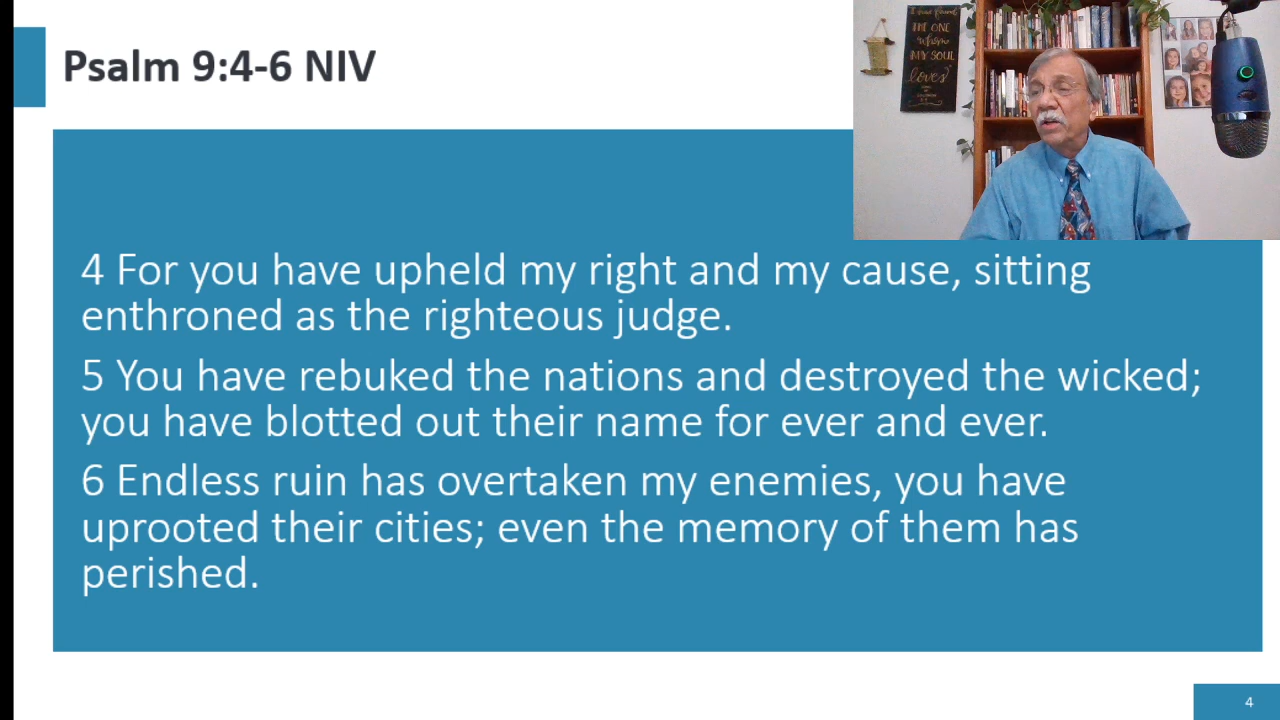 Psalm 9:4-6 NIV
THE ONE
whom
MY SOUL
loves
4 For you have upheld my right and my cause, sitting
enthroned as the righteous judge.
5 You have rebuked the nations and destroyed the wicked;
you have blotted out their name for ever and ever.
6 Endless ruin has overtaken my enemies, you have
uprooted their cities; even the memory of them has
perished.
4